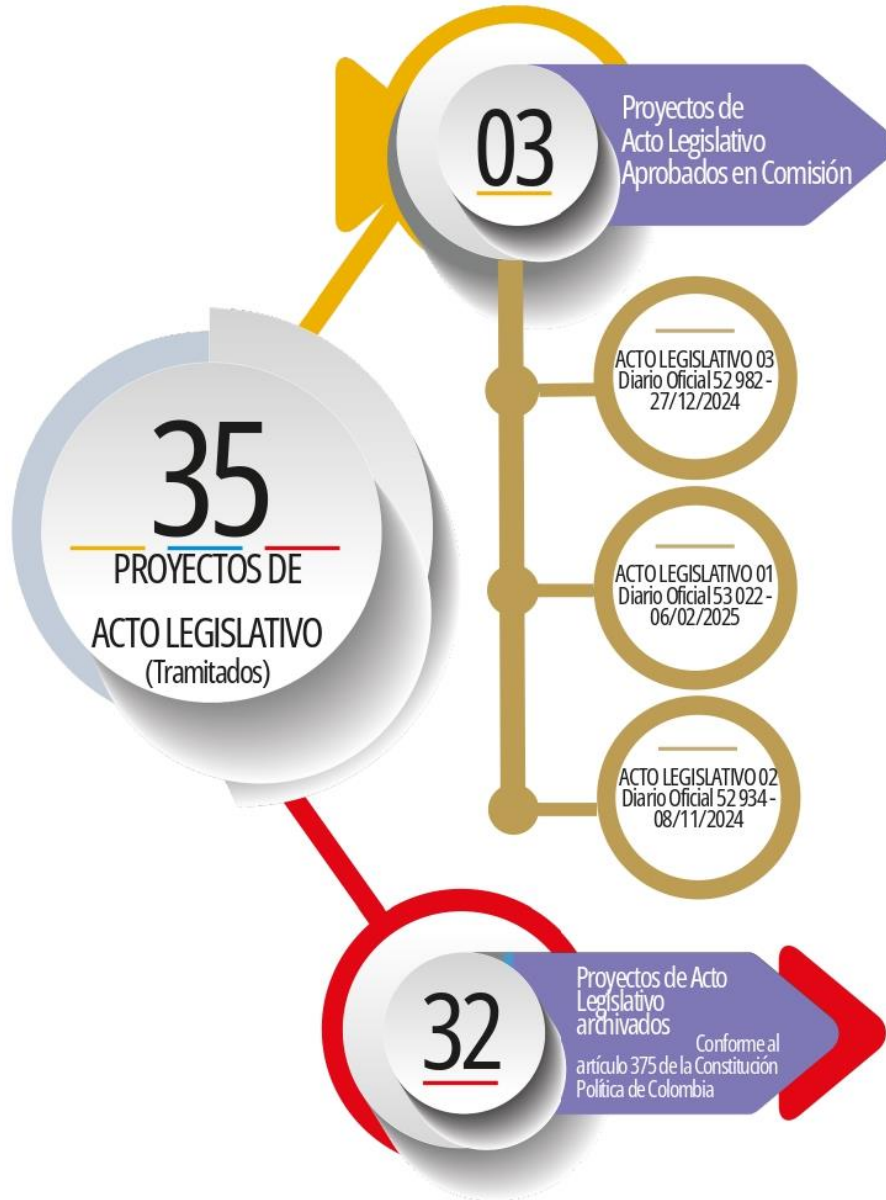 03
Proyectos de
Acto Legislativo
Aprobados en Comisión
ACTO LEGISLATIVO 03
Diario Oficial 52 982 -
27/12/2024
35
PROYECTOS DE
ACTO LEGISLATIVO
(Tramitados)
ACTO LEGISLATIVO 01
Diario Oficial 53 022 -
06/02/2025
ACTO LEGISLATIVO 02
Diario Oficial 52 934 -
08/11/2024
32
Proyectos de Acto
Legislativo
archivados
Conforme al
artículo 375 de la Constitución
Política de Colombia